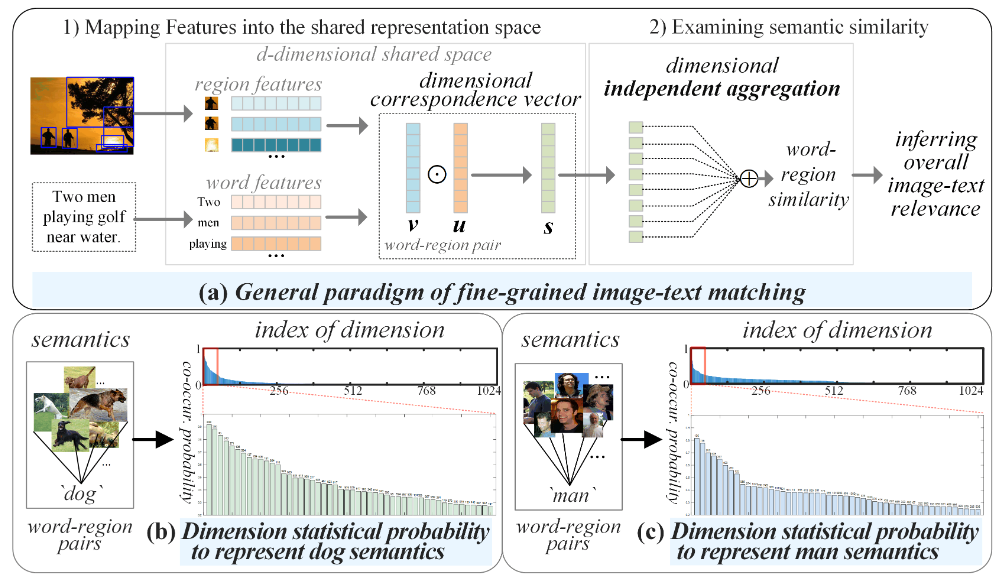 1) Mapping Features into the shared representation space
2) Examining semantic similarity
d-dimensional shared space
region features
...
word features
Two
men
playing
...
Two men
playing golf
near water.
dimensional
correspondence vector
v
u
s
word-region pair
dimensional
independent aggregation
word-
region
similarity
inferring
overall
image-text
relevance
(a) General paradigm of fine-grained image-text matching
semantics
...
...
`dog`
word-region
pairs
index of dimension
1
0
256
512
768
1024
co-occur. probability
(b) Dimension statistical probability
to represent dog semantics
semantics
...
...
`man`
word-region
pairs
index of dimension
1
0
256
512
768
1024
co-occur. probability
(c) Dimension statistical probability
to represent man semantics